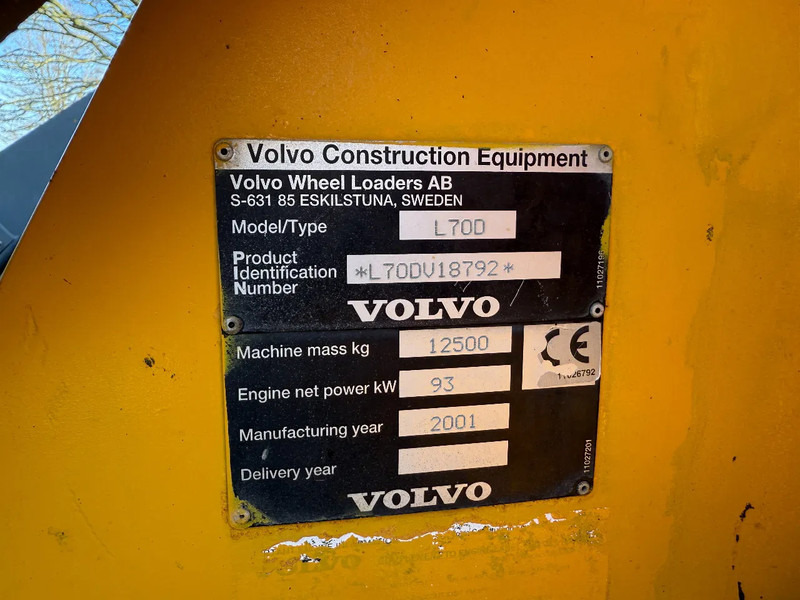 Volvo Construction Equipment
Volvo Wheel Loaders AB
S-631 85 ESKILSTUNA, SWEDEN
Model/Type L70D
Product
Identification
Number
*L70DV18792*
VOLVO
Machine mass kg 12500
CE
Engine net power kW 93
Manufacturing year 2001
Delivery year
11027201
VOLVO